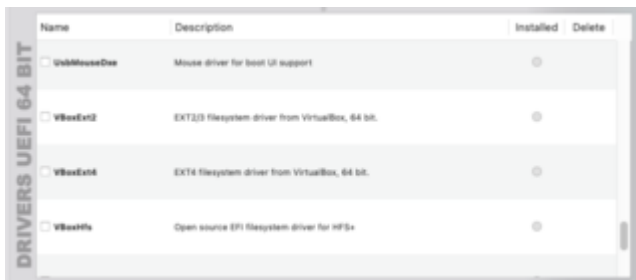 Name Description Installed Delete
UsbMouseDxe Mouse driver for boot UI support
VBoxExt2 EXT2/3 filesystem driver from VirtualBox, 64 bit.
VBoxExt4 EXT4 filesystem driver from VirtualBox, 64 bit.
VBoxHfs Open source EFI filesystem driver for HFS+
DRIVERS UEFI 64 BIT